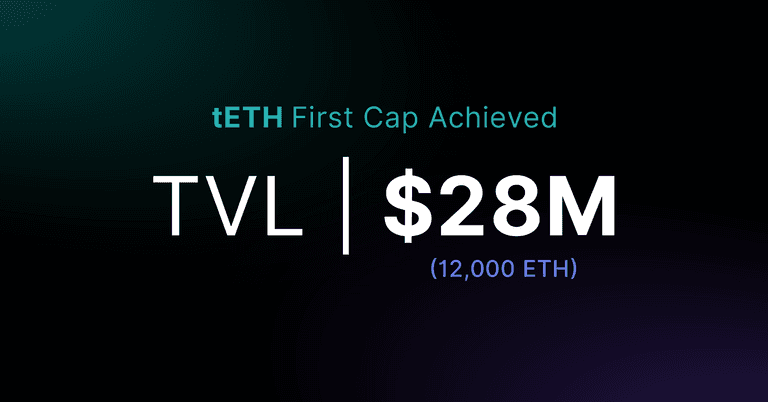 tETH First Cap Achieved
TVL | $28M
(12,000 ETH)